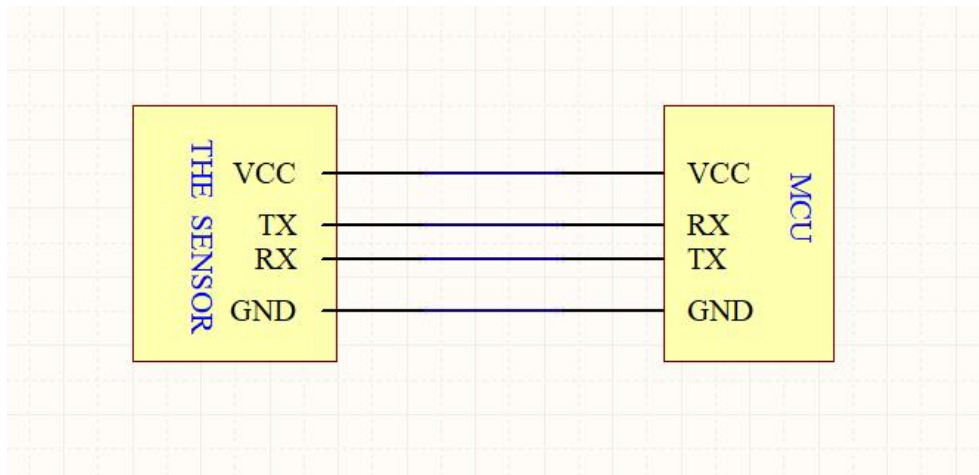 THE SENSOR
VCC
TX
RX
GND
VCC
RX
TX
GND
MCU